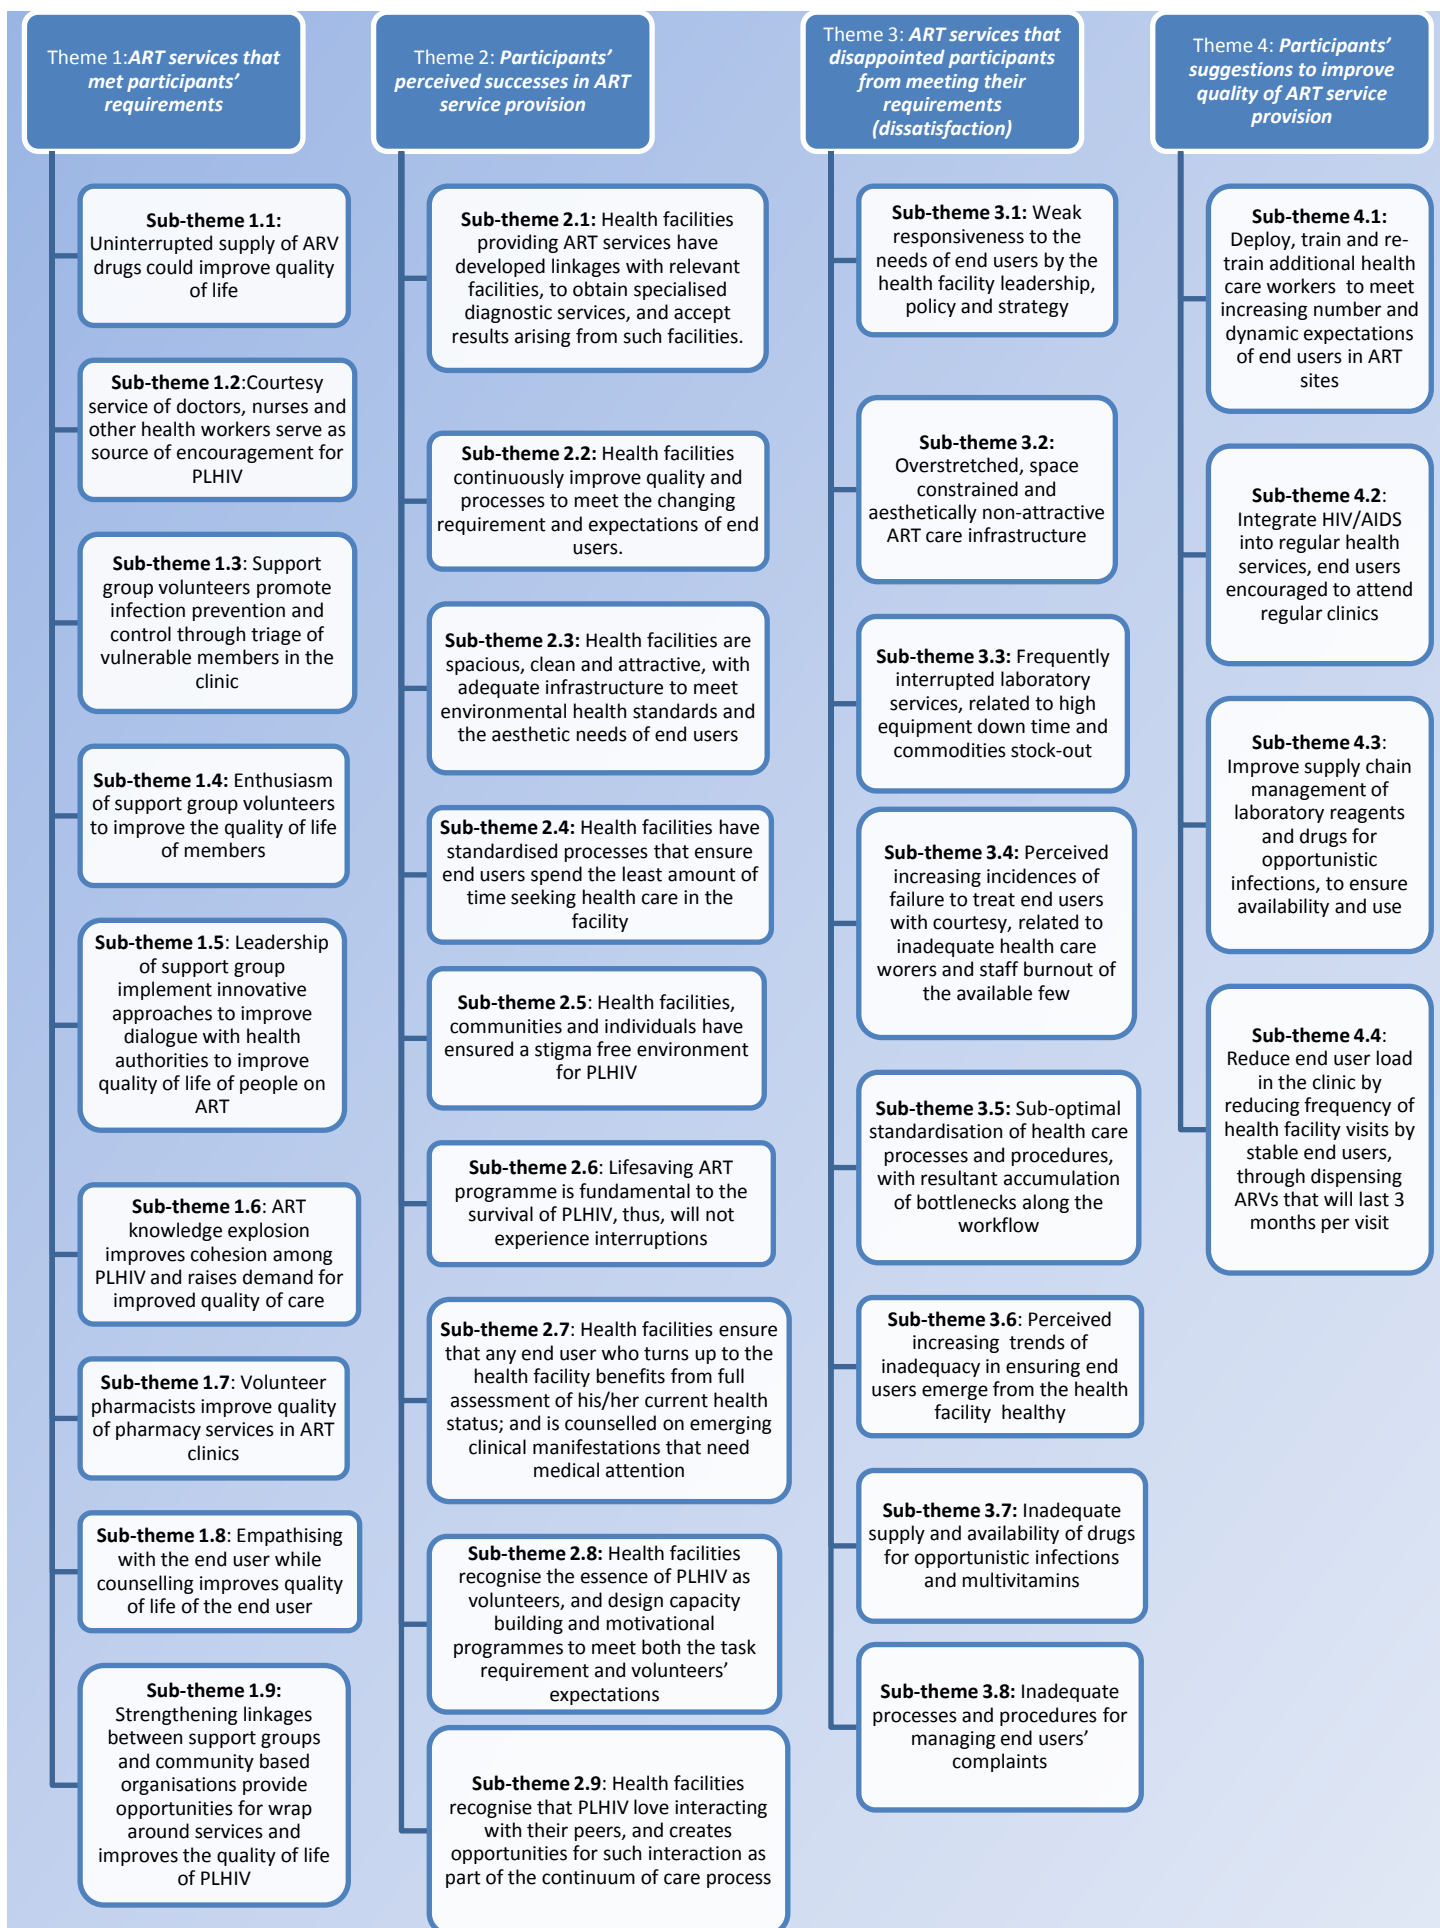 Theme 1:ART services that
met participants'
requirements
Sub-theme 1.1:
Uninterrupted supply of ARV
drugs could improve quality
of life
Sub-theme 1.2:Courtesy
service of doctors, nurses and
other health workers serve as
source of encouragement for
PLHIV
Sub-theme 1.3: Support
group volunteers promote
infection prevention and
control through triage of
vulnerable members in the
clinic
Sub-theme 1.4: Enthusiasm
of support group volunteers
to improve the quality of life
of members
Sub-theme 1.5: Leadership
of support group
implement innovative
approaches to improve
dialogue with health
authorities to improve
quality of life of people on
ART
Sub-theme 1.6: ART
knowledge explosion
improves cohesion among
PLHIV and raises demand for
improved quality of care
Sub-theme 1.7: Volunteer
pharmacists improve quality
of pharmacy services in ART
clinics
Sub-theme 1.8: Empathising
with the end user while
counselling improves quality
of life of the end user
Sub-theme 1.9:
Strengthening linkages
between support groups
and community based
organisations provide
opportunities for wrap
around services and
improves the quality of life
of PLHIV
Theme 2: Participants'
perceived successes in ART
service provision
Sub-theme 2.1: Health facilities
providing ART services have
developed linkages with relevant
facilities, to obtain specialised
diagnostic services, and accept
results arising from such facilities.
Sub-theme 2.2: Health facilities
continuously improve quality and
processes to meet the changing
requirement and expectations of end
users.
Sub-theme 2.3: Health facilities are
spacious, clean and attractive, with
adequate infrastructure to meet
environmental health standards and
the aesthetic needs of end users
Sub-theme 2.4: Health facilities have
standardised processes that ensure
end users spend the least amount of
time seeking health care in the
facility
Sub-theme 2.5: Health facilities,
communities and individuals have
ensured a stigma free environment
for PLHIV
Sub-theme 2.6: Lifesaving ART
programme is fundamental to the
survival of PLHIV, thus, will not
experience interruptions
Sub-theme 2.7: Health facilities ensure
that any end user who turns up to the
health facility benefits from full
assessment of his/her current health
status; and is counselled on emerging
clinical manifestations that need
medical attention
Sub-theme 2.8: Health facilities
recognise the essence of PLHIV as
volunteers, and design capacity
building and motivational
programmes to meet both the task
requirement and volunteers'
expectations
Sub-theme 2.9: Health facilities
recognise that PLHIV love interacting
with their peers, and creates
opportunities for such interaction as
part of the continuum of care process
Theme 3: ART services that
disappointed participants
from meeting their
requirements
(dissatisfaction)
Sub-theme 3.1: Weak
responsiveness to the
needs of end users by the
health facility leadership,
policy and strategy
Sub-theme 3.2:
Overstretched, space
constrained and
aesthetically non-attractive
ART care infrastructure
Sub-theme 3.3: Frequently
interrupted laboratory
services, related to high
equipment down time and
commodities stock-out
Sub-theme 3.4: Perceived
increasing incidences of
failure to treat end users
with courtesy, related to
inadequate health care
worers and staff burnout of
the available few
Sub-theme 3.5: Sub-optimal
standardisation of health care
processes and procedures,
with resultant accumulation
of bottlenecks along the
workflow
Sub-theme 3.6: Perceived
increasing trends of
inadequacy in ensuring end
users emerge from the health
facility healthy
Sub-theme 3.7: Inadequate
supply and availability of drugs
for opportunistic infections
and multivitamins
Sub-theme 3.8: Inadequate
processes and procedures for
managing end users'
complaints
Theme 4: Participants'
suggestions to improve
quality of ART service
provision
Sub-theme 4.1:
Deploy, train and re-
train additional health
care workers to meet
increasing number and
dynamic expectations
of end users in ART
sites
Sub-theme 4.2:
Integrate HIV/AIDS
into regular health
services, end users
encouraged to attend
regular clinics
Sub-theme 4.3:
Improve supply chain
management of
laboratory reagents
and drugs for
opportunistic
infections, to ensure
availability and use
Sub-theme 4.4:
Reduce end user load
in the clinic by
reducing frequency of
health facility visits by
stable end users,
through dispensing
ARVs that will last 3
months per visit